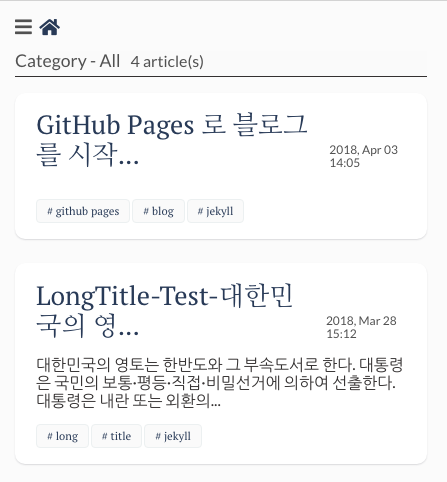 Category - All 4 article(s)
GitHub Pages 로 블로그
를 시작...
2018, Apr 03
14:05
# github pages # blog # jekyll
LongTitle-Test-대한민
국의 영...
2018, Mar 28
15:12
대한민국의 영토는 한반도와 그 부속도서로 한다. 대통령
은 국민의 보통·평등·직접·비밀선거에 의하여 선출한다.
대통령은 내란 또는 외환의...
# long # title # jekyll